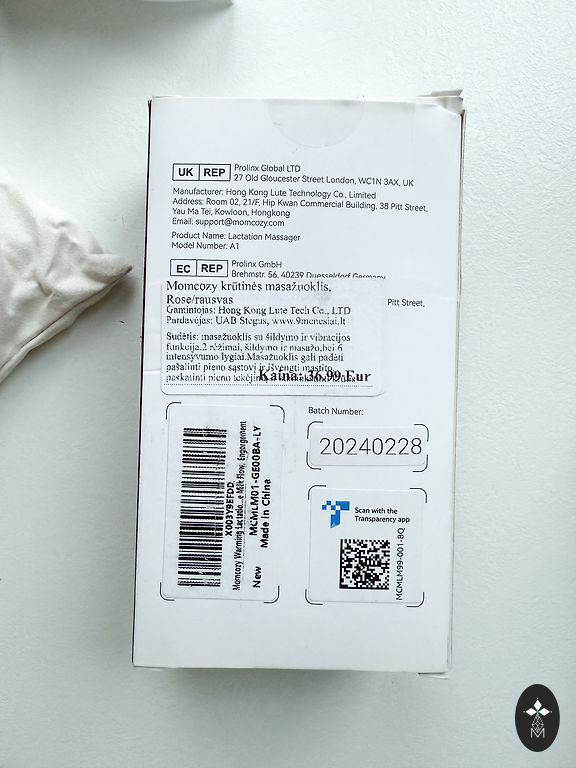 UK REP
Prolinx Global LTD
27 Old Gloucester Street London, WC1N 3AX, UK
Manufacturer: Hong Kong Lute Technology Co., Limited
Address: Room 02, 21/F, Hip Kwan Commercial Building, 38 Pitt Street,
Yau Ma Tei, Kowloon, Hongkong
Email: support@momcozy.com
Product Name: Lactation Massager
Model Number: A1
EC REP
Prolinx GmbH
Brehmstr. 56, 40239 Duesseldorf Germany
Pitt Street,
Momcozy krūtinės masažuoklis,
Rose/rausvas
Gamintojas: Hong Kong Lute Tech Co., LTD
Pardavėjas: UAB Stegus, www.9menesiai.lt
Sudėtis: masažuoklis su šildymo ir vibracijos
funkcija.2 režimai, šildymo ir masažo,bei 6
intensyvumo lygiai.Masažuoklis gali padėti
pašalinti pieno sąstovį ir išvengti mastito,
paskatinti pieno tekėjimą
Kaina: 36.99 Eur
Batch Number:
20240228
X003Y9EFDD
Momcozy Warming Lactatio...e Milk Flow, Engorgement
MCMLM01-GE00BA-LY
New Made In China
Scan with the
Transparency app
MCMLM99-001-BQ
M